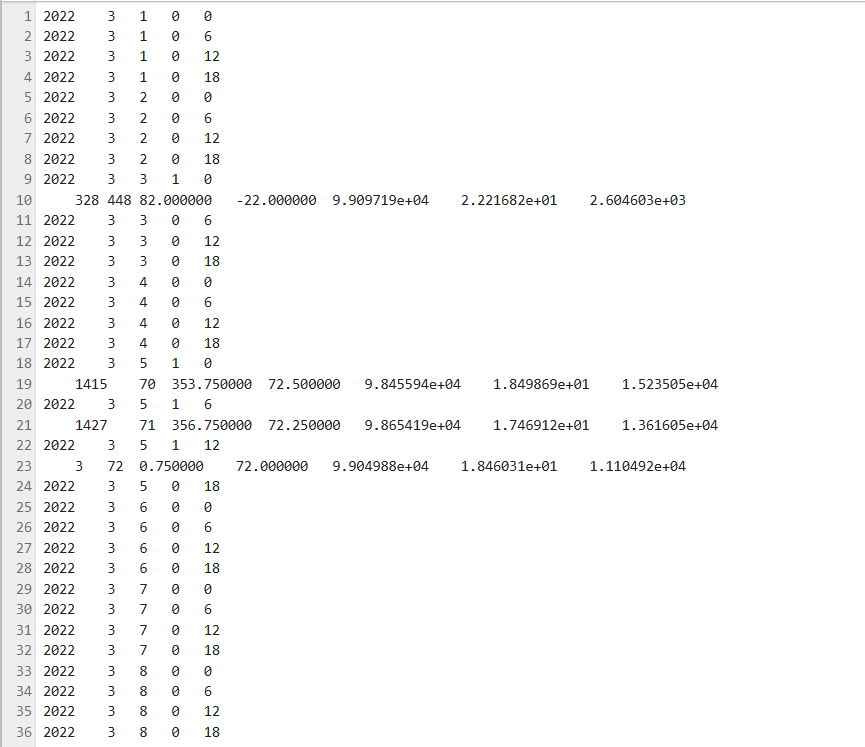 1 2022 3 1 0 0
2 2022 3 1 0 6
3 2022 3 1 0 12
4 2022 3 1 0 18
5 2022 3 2 0 0
6 2022 3 2 0 6
7 2022 3 2 0 12
8 2022 3 2 0 18
9 2022 3 3 1 0
10 328 448 82.000000 -22.000000 9.909719e+04 2.221682e+01 2.604603e+03
11 2022 3 3 0 6
12 2022 3 3 0 12
13 2022 3 3 0 18
14 2022 3 4 0 0
15 2022 3 4 0 6
16 2022 3 4 0 12
17 2022 3 4 0 18
18 2022 3 5 1 0
19 1415 70 353.750000 72.500000 9.845594e+04 1.849869e+01 1.523505e+04
20 2022 3 5 1 6
21 1427 71 356.750000 72.250000 9.865419e+04 1.746912e+01 1.361605e+04
22 2022 3 5 1 12
23 3 72 0.750000 72.000000 9.904988e+04 1.846031e+01 1.110492e+04
24 2022 3 5 0 18
25 2022 3 6 0 0
26 2022 3 6 0 6
27 2022 3 6 0 12
28 2022 3 6 0 18
29 2022 3 7 0 0
30 2022 3 7 0 6
31 2022 3 7 0 12
32 2022 3 7 0 18
33 2022 3 8 0 0
34 2022 3 8 0 6
35 2022 3 8 0 12
36 2022 3 8 0 18